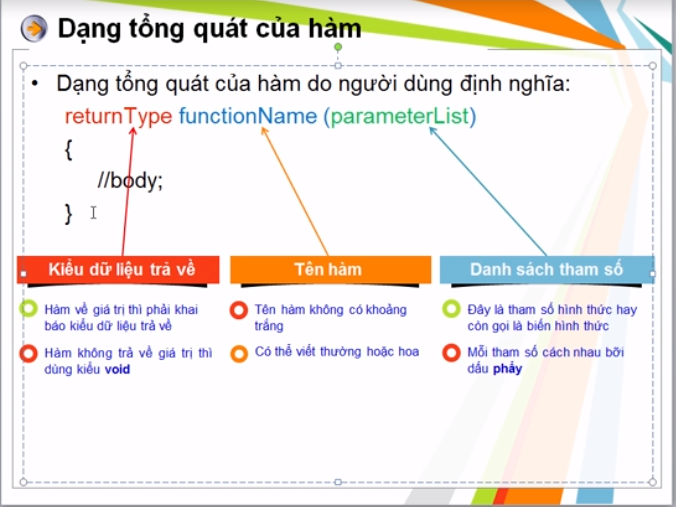 Dạng tổng quát của hàm
• Dạng tổng quát của hàm do người dùng định nghĩa:
returnType functionName (parameterList)
{
//body;
}
Kiểu dữ liệu trả về
Hàm về giá trị thì phải khai
báo kiểu dữ liệu trả về
Hàm không trả về giá trị thì
dùng kiểu void
Tên hàm
Tên hàm không có khoảng
trắng
Có thể viết thường hoặc hoa
Danh sách tham số
Đây là tham số hình thức hay
còn gọi là biến hình thức
Mỗi tham số cách nhau bỡi
dấu phẩy